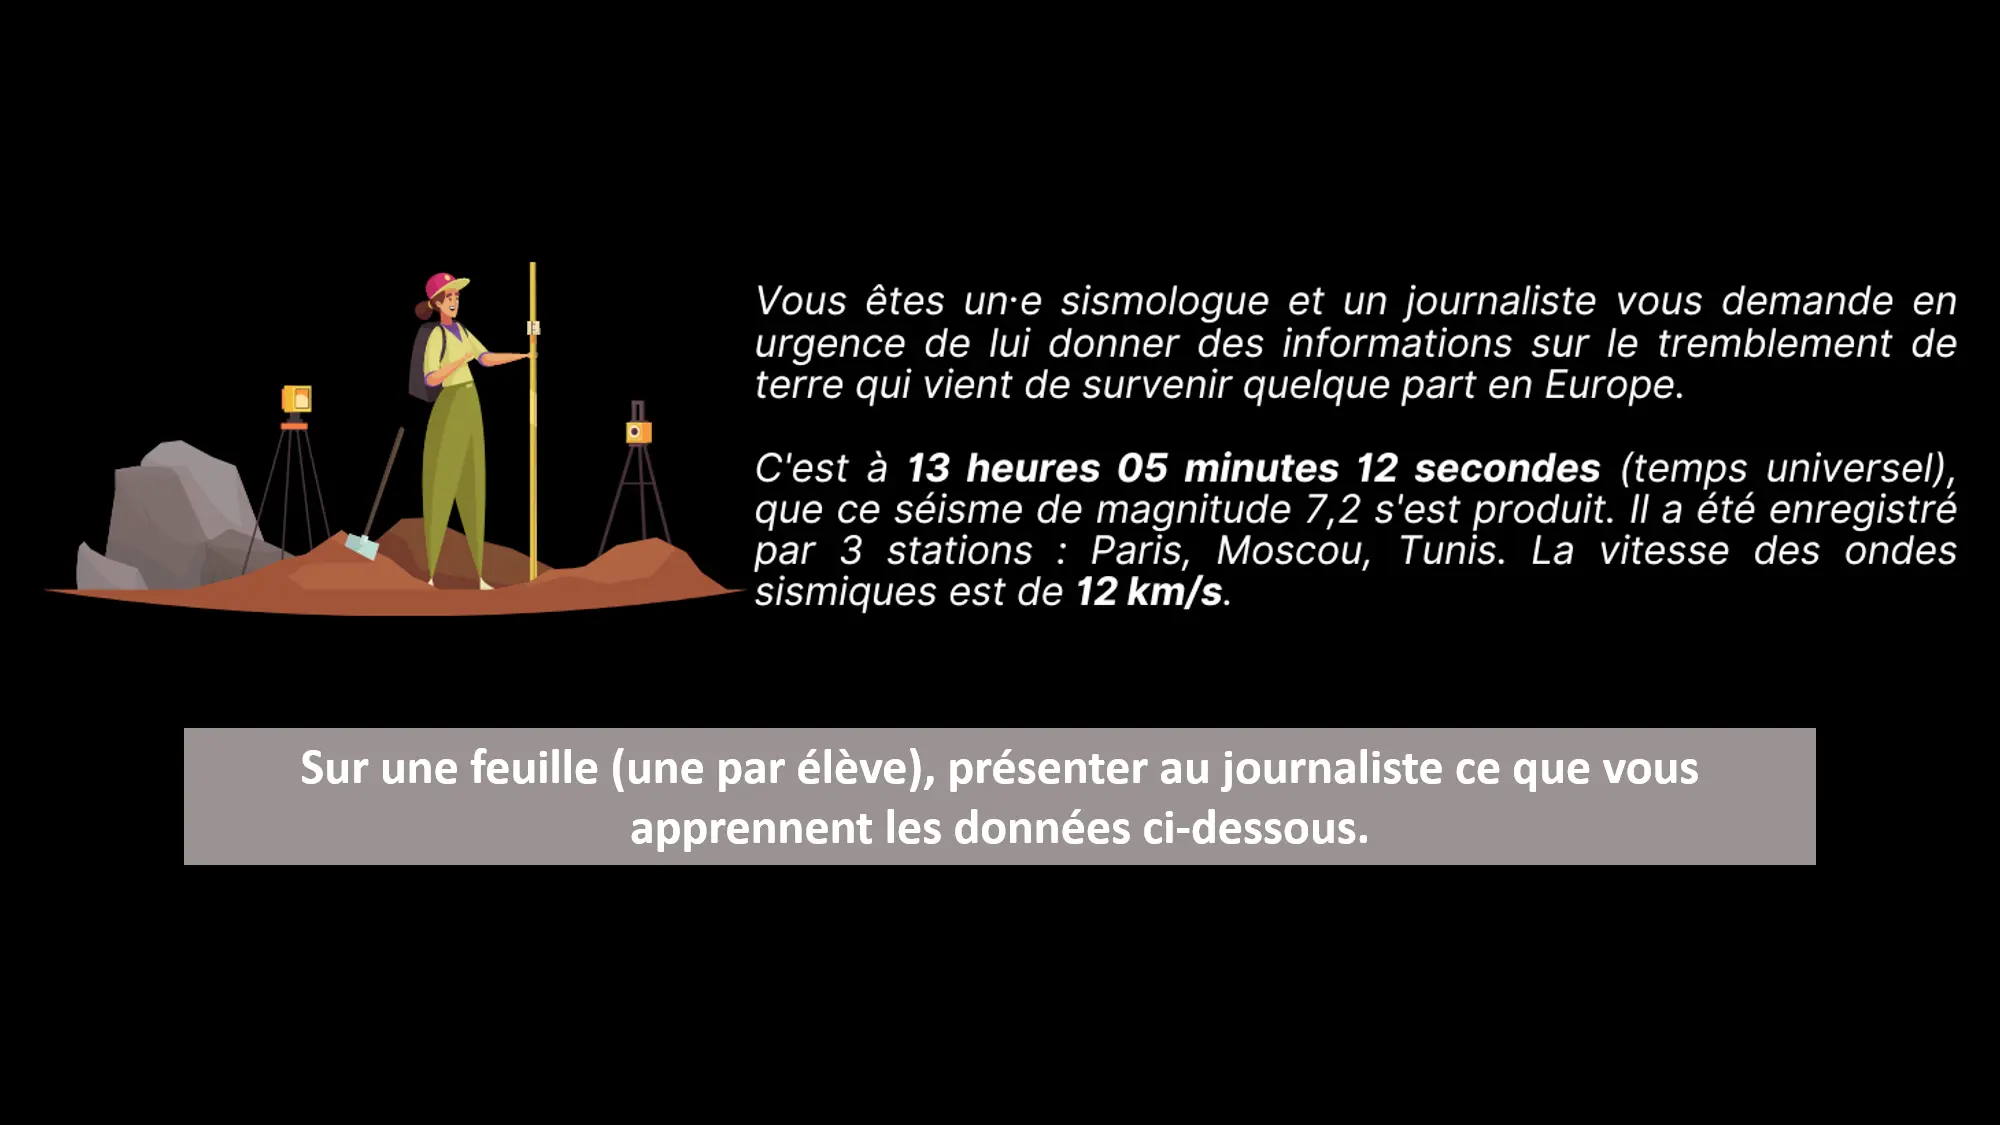 Vous êtes un·e sismologue et un journaliste vous demande en
urgence de lui donner des informations sur le tremblement de
terre qui vient de survenir quelque part en Europe.
C'est à 13 heures 05 minutes 12 secondes (temps universel),
que ce séisme de magnitude 7,2 s'est produit. Il a été enregistré
par 3 stations : Paris, Moscou, Tunis. La vitesse des ondes
sismiques est de 12 km/s.
Sur une feuille (une par élève), présenter au journaliste ce que vous
apprennent les données ci-dessous.